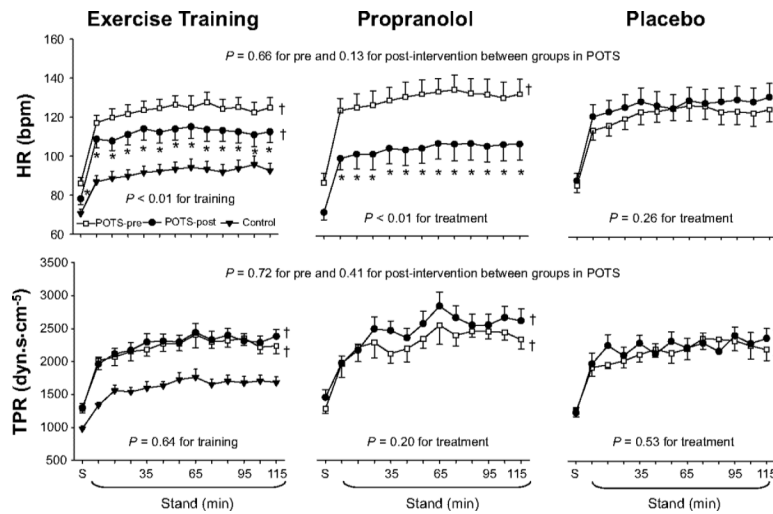 Exercise Training Propranolol Placebo
P = 0.66 for pre and 0.13 for post-intervention between groups in POTS
HR (bpm)
160
140
120
100
80
60
†
†
†
* * * * * * * * * * *
* * * * * * * * * * *
P < 0.01 for training
P < 0.01 for treatment
P = 0.26 for treatment
POTS-pre POTS-post Control
P = 0.72 for pre and 0.41 for post-intervention between groups in POTS
TPR (dyn·s·cm-5)
3500
3000
2500
2000
1500
1000
500
†
†
†
†
P = 0.64 for training
P = 0.20 for treatment
P = 0.53 for treatment
S 35 65 95 115 S 35 65 95 115 S 35 65 95 115
Stand (min) Stand (min) Stand (min)